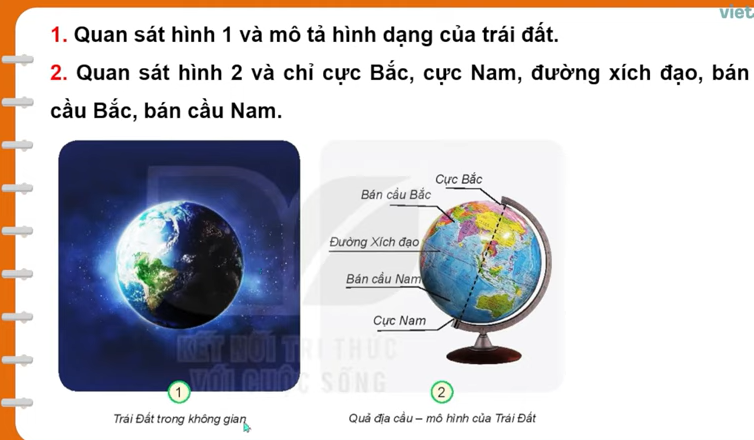 viet
1. Quan sát hình 1 và mô tả hình dạng của trái đất.
2. Quan sát hình 2 và chỉ cực Bắc, cực Nam, đường xích đạo, bán
cầu Bắc, bán cầu Nam.
Cực Bắc
Bán cầu Bắc
Đường Xích đạo
Bán cầu Nam
Cực Nam
KẾT NỐI TRI THỨC
VỚI CUỘC SỐNG
1
2
Trái Đất trong không gian
Quả địa cầu – mô hình của Trái Đất